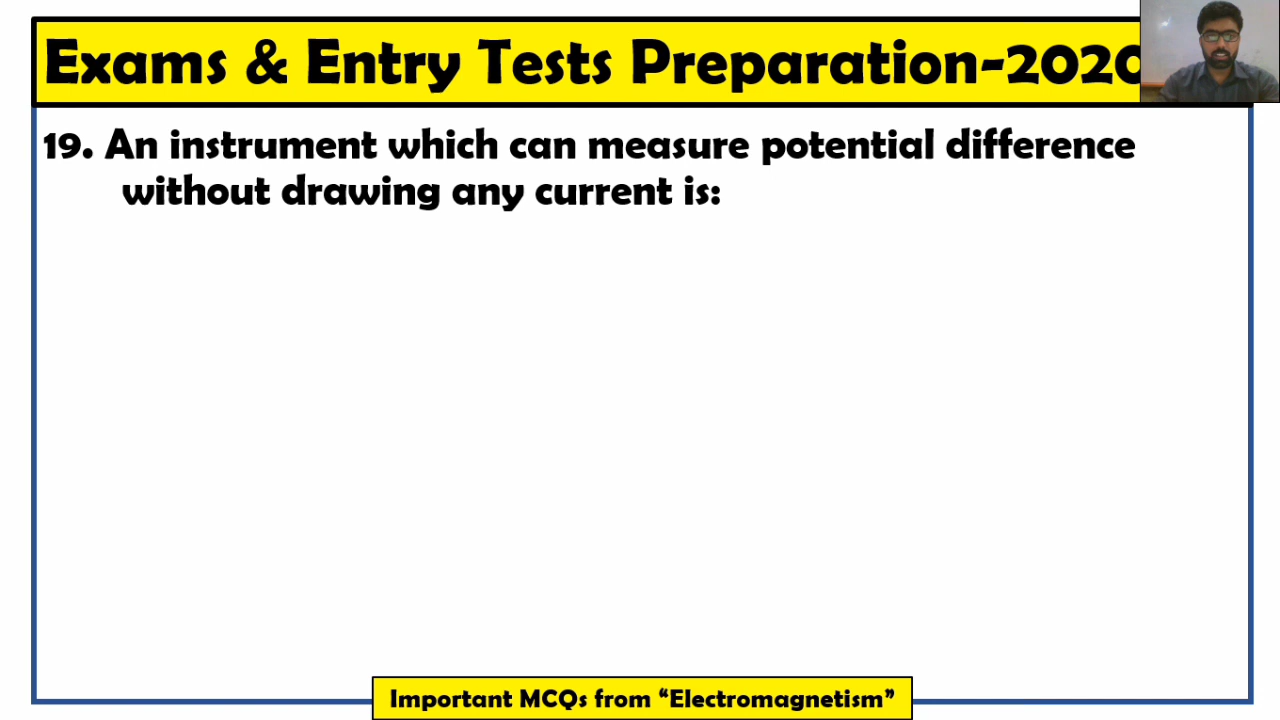 Exams & Entry Tests Preparation-2020
19. An instrument which can measure potential difference
without drawing any current is:
Important MCQs from “Electromagnetism”